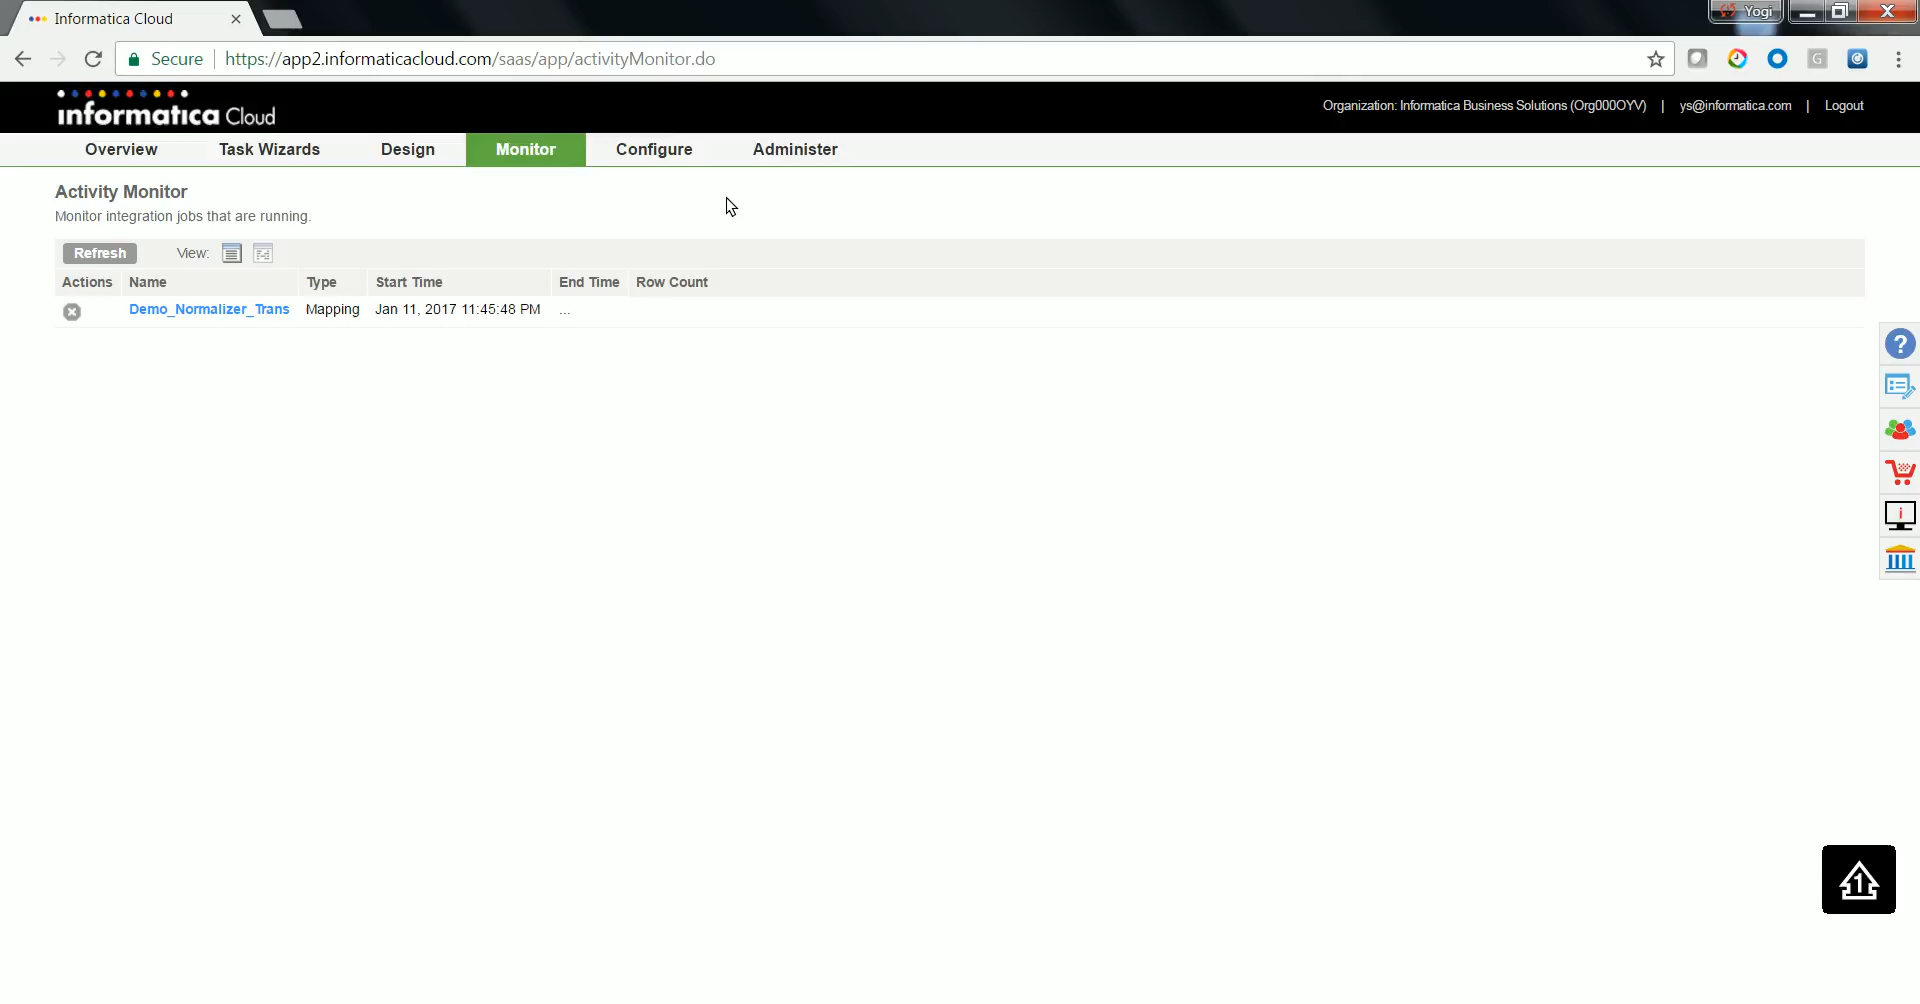 Informatica Cloud
Yogi
Secure
https://app2.informaticacloud.com/saas/app/activityMonitor.do
informatica Cloud
Organization: Informatica Business Solutions (Org000OYV) | ys@informatica.com | Logout
Overview Task Wizards Design Monitor Configure Administer
Activity Monitor
Monitor integration jobs that are running.
Refresh View:
Actions Name Type Start Time End Time Row Count
Demo_Normalizer_Trans Mapping Jan 11, 2017 11:45:48 PM ...
?
G
i
1